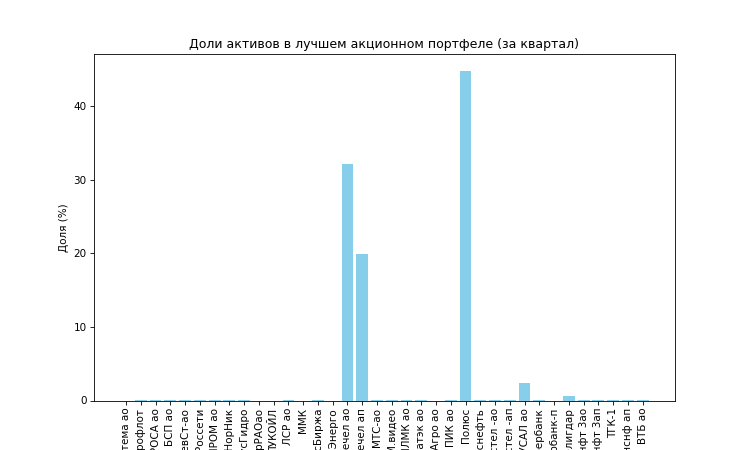 Доли активов в лучшем акционном портфеле (за квартал)
Доля (%)
40
30
20
10
0
тема ао
рофлот
РОСА ао
БСП ао
евСт-ао
Россети
ПРОМ ао
НорНик
сГидро
рРАОао
УКОЙЛ
ЛСР ао
ММК
сБиржа
Энерго
ечел ао
ечел ап
МТС-ао
М.видео
ЛМК ао
атэк ао
Агро ао
ПИК ао
Полюс
снефть
стел -ао
стел -ап
УСАЛ ао
ербанк
рбанк-п
лигдар
нфт 3ао
нфт 3ап
ТГК-1
нснф ап
ВТБ ао